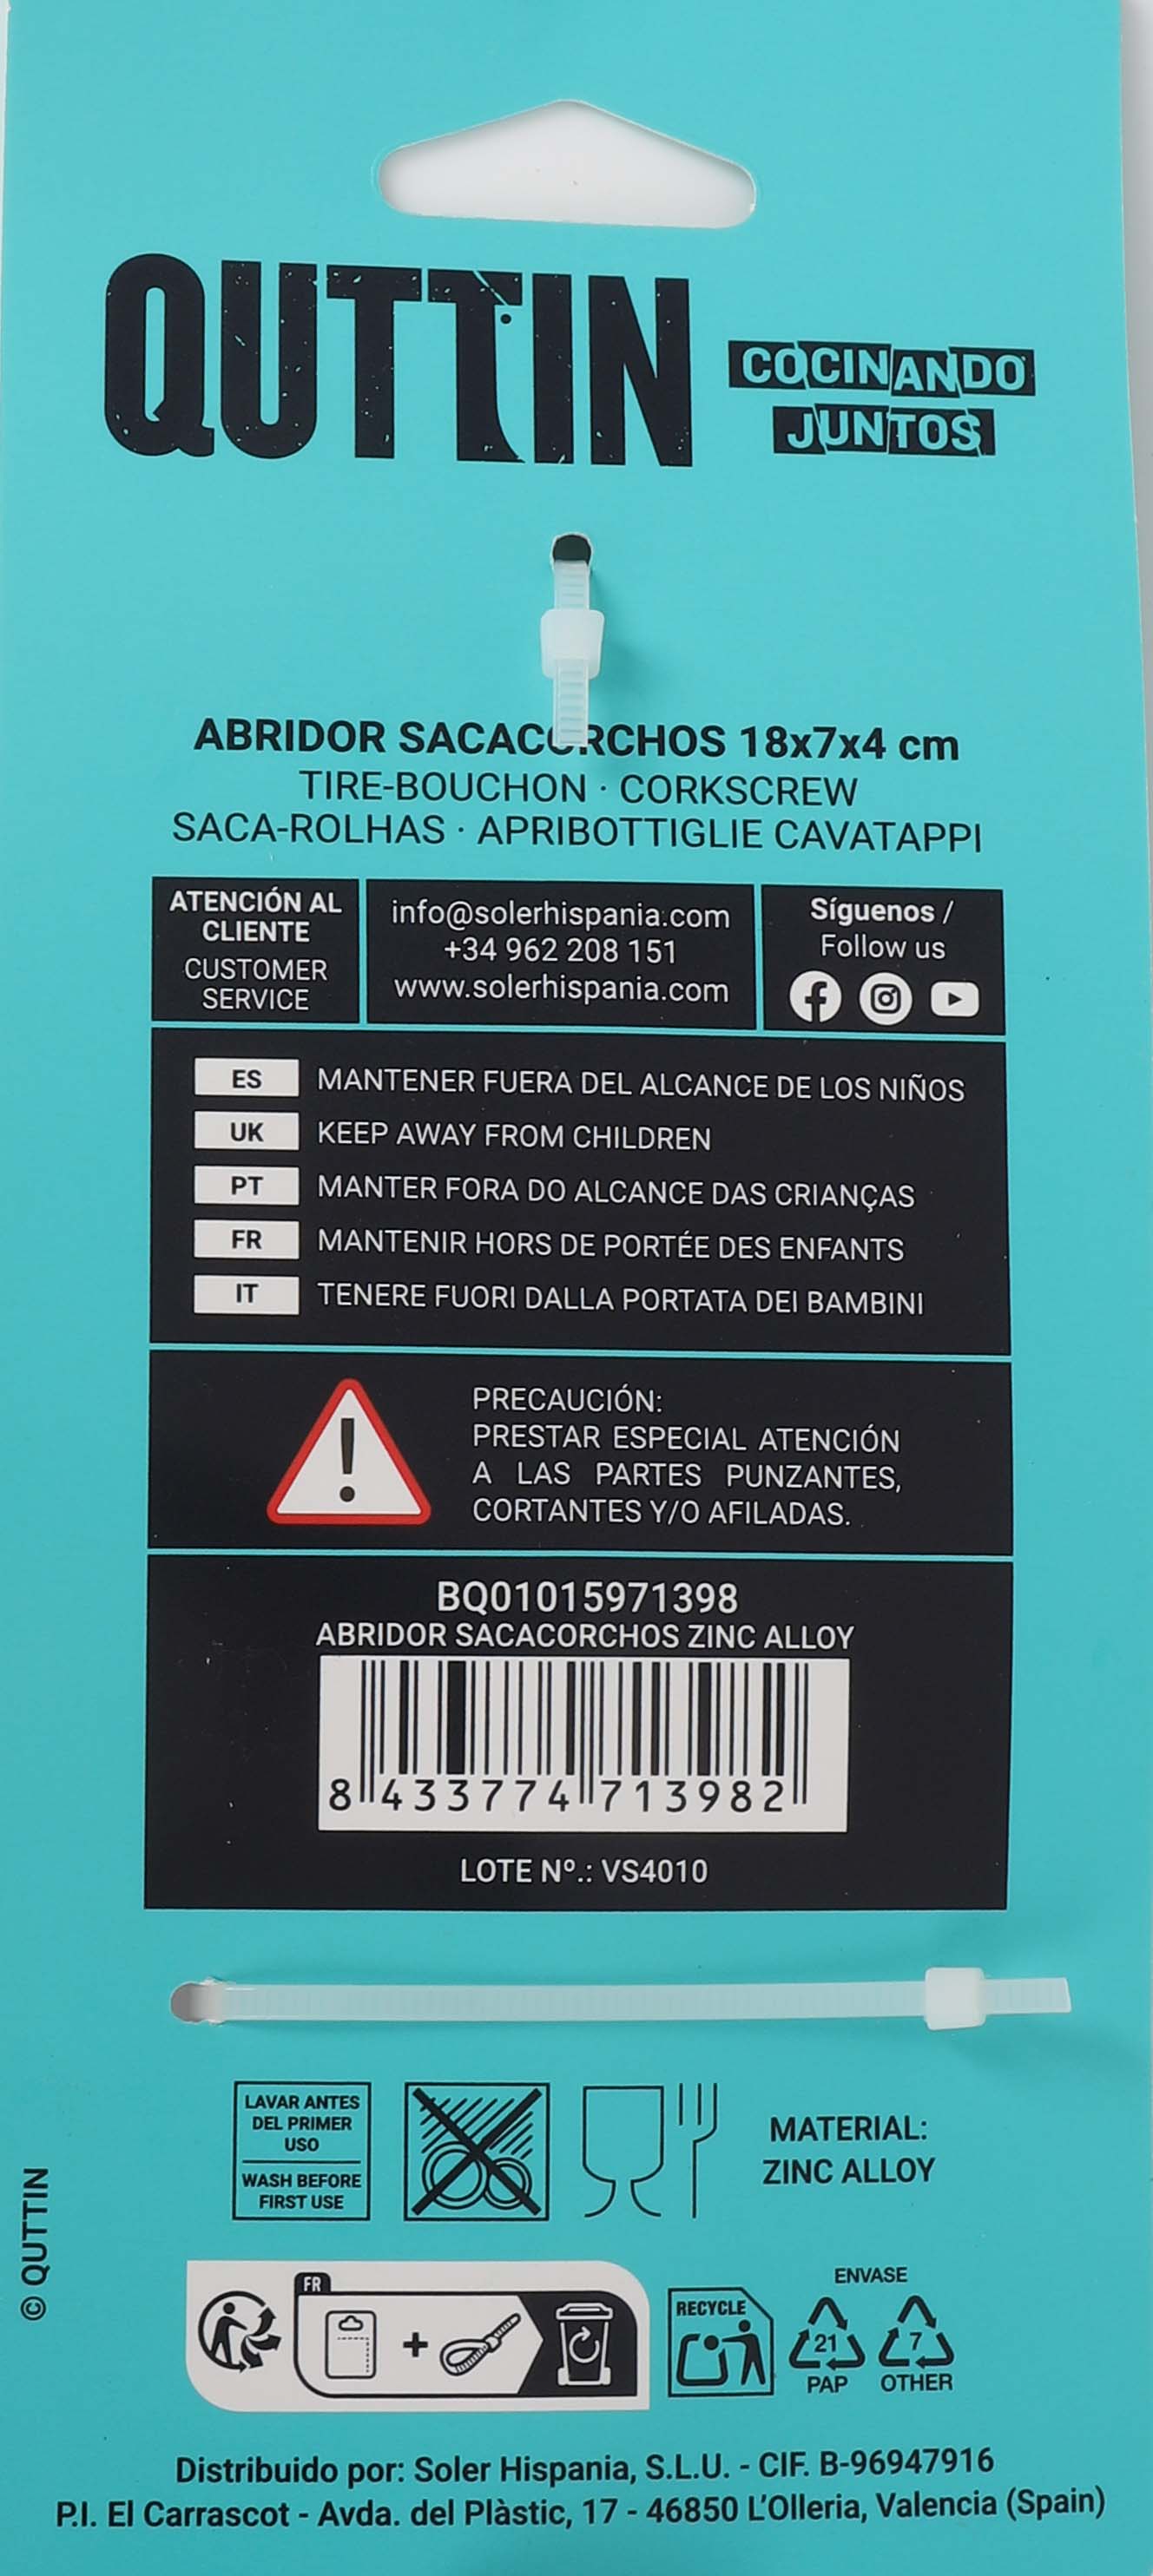 QUTTIN
COCINANDO
JUNTOS
ABRIDOR SACACORCHOS 18x7x4 cm
TIRE-BOUCHON · CORKSCREW
SACA-ROLHAS · APRIBOTTIGLIE CAVATAPPI
ATENCIÓN AL
CLIENTE
CUSTOMER
SERVICE
info@solerhispania.com
+34 962 208 151
www.solerhispania.com
Síguenos /
Follow us
ES MANTENER FUERA DEL ALCANCE DE LOS NIÑOS
UK KEEP AWAY FROM CHILDREN
PT MANTER FORA DO ALCANCE DAS CRIANÇAS
FR MANTENIR HORS DE PORTÉE DES ENFANTS
IT TENERE FUORI DALLA PORTATA DEI BAMBINI
PRECAUCIÓN:
PRESTAR ESPECIAL ATENCIÓN
A LAS PARTES PUNZANTES,
CORTANTES Y/O AFILADAS.
BQ01015971398
ABRIDOR SACACORCHOS ZINC ALLOY
8 433774 713982
LOTE Nº.: VS4010
LAVAR ANTES
DEL PRIMER
USO
WASH BEFORE
FIRST USE
MATERIAL:
ZINC ALLOY
© QUTTIN
FR
+
RECYCLE
ENVASE
21
PAP
7
OTHER
Distribuido por: Soler Hispania, S.L.U. - CIF. B-96947916
P.I. El Carrascot - Avda. del Plàstic, 17 - 46850 L'Olleria, Valencia (Spain)